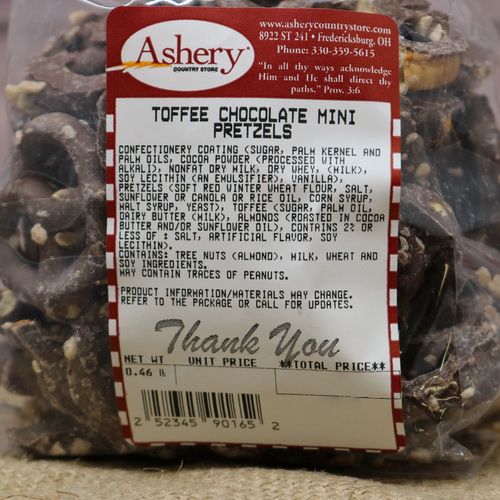 Ashery
COUNTRY STORE
www.asherycountrystore.com
8922 ST 241 • Fredericksburg, OH
Phone: 330-359-5615
"In all thy ways acknowledge
Him and He shall direct thy
paths." Prov. 3:6
TOFFEE CHOCOLATE MINI
PRETZELS
CONFECTIONERY COATING (SUGAR, PALM KERNEL AND
PALM OILS, COCOA POWDER (PROCESSED WITH
ALKALI), NONFAT DRY MILK, DRY WHEY, (MILK),
SOY LECITHIN (AN EMULSIFIER), VANILLA),
PRETZELS (SOFT RED WINTER WHEAT FLOUR, SALT,
SUNFLOWER OR CANOLA OR RICE OIL, CORN SYRUP,
MALT SYRUP, YEAST), TOFFEE (SUGAR, PALM OIL,
DAIRY BUTTER (MILK), ALMONDS (ROASTED IN COCOA
BUTTER AND/OR SUNFLOWER OIL), CONTAINS 2% OR
LES OF : SALT, ARTIFICIAL FLAVOR, SOY
LECITHIN).
CONTAINS: TREE NUTS (ALMOND), MILK, WHEAT AND
SOY INGREDIENTS.
MAY CONTAIN TRACES OF PEANUTS.
PRODUCT INFORMATION/MATERIALS MAY CHANGE.
REFER TO THE PACKAGE OR CALL FOR UPDATES.
Thank You
NET WT UNIT PRICE **TOTAL PRICE**
0.46 lb
2 52345 90165 2